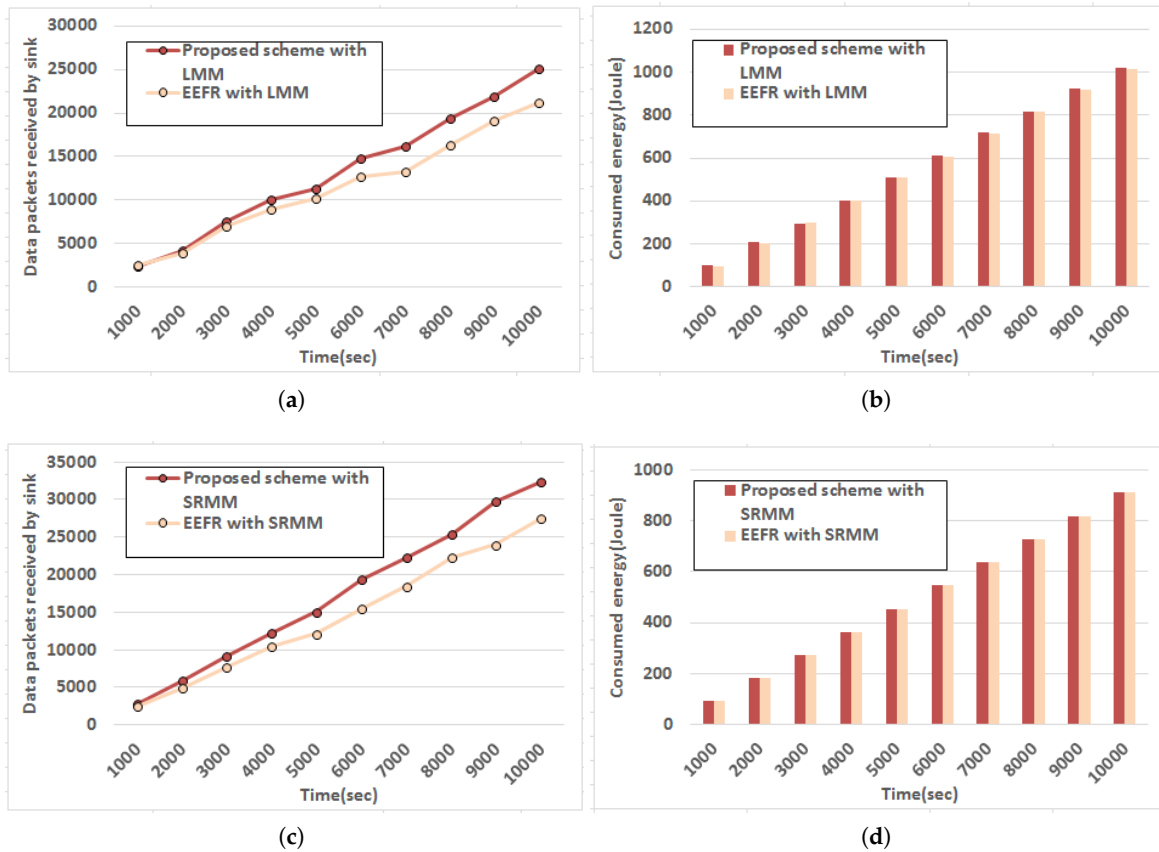 30000
25000
20000
15000
10000
5000
0
Data packets received by sink
Proposed scheme with
LMM
EEFR with LMM
1000 2000 3000 4000 5000 6000 7000 8000 9000 10000
Time(sec)
(a)
1200
1000
800
600
400
200
0
Consumed energy(Joule)
Proposed scheme with
LMM
EEFR with LMM
1000 2000 3000 4000 5000 6000 7000 8000 9000 10000
Time(sec)
(b)
35000
30000
25000
20000
15000
10000
5000
0
Data packets received by sink
Proposed scheme with
SRMM
EEFR with SRMM
1000 2000 3000 4000 5000 6000 7000 8000 9000 10000
Time(sec)
(c)
1000
800
600
400
200
0
Consumed energy(Joule)
Proposed scheme with
SRMM
EEFR with SRMM
1000 2000 3000 4000 5000 6000 7000 8000 9000 10000
Time(sec)
(d)